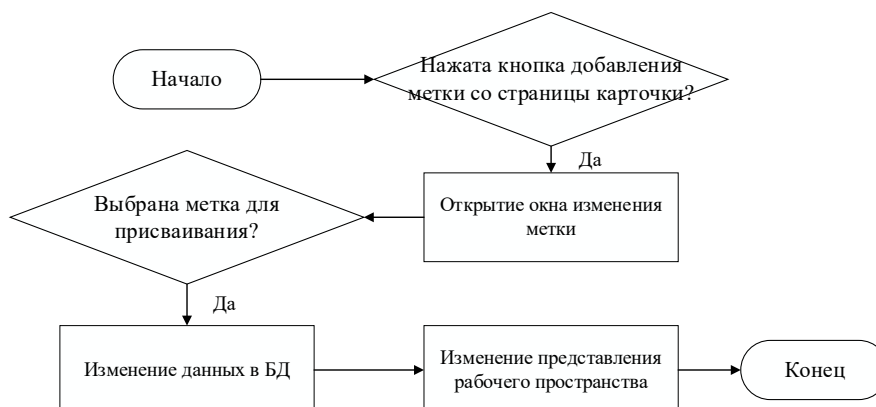 Начало
Нажата кнопка добавления
метки со страницы карточки?
Да
Открытие окна изменения
метки
Выбрана метка для
присваивания?
Да
Изменение данных в БД
Изменение представления
рабочего пространства
Конец